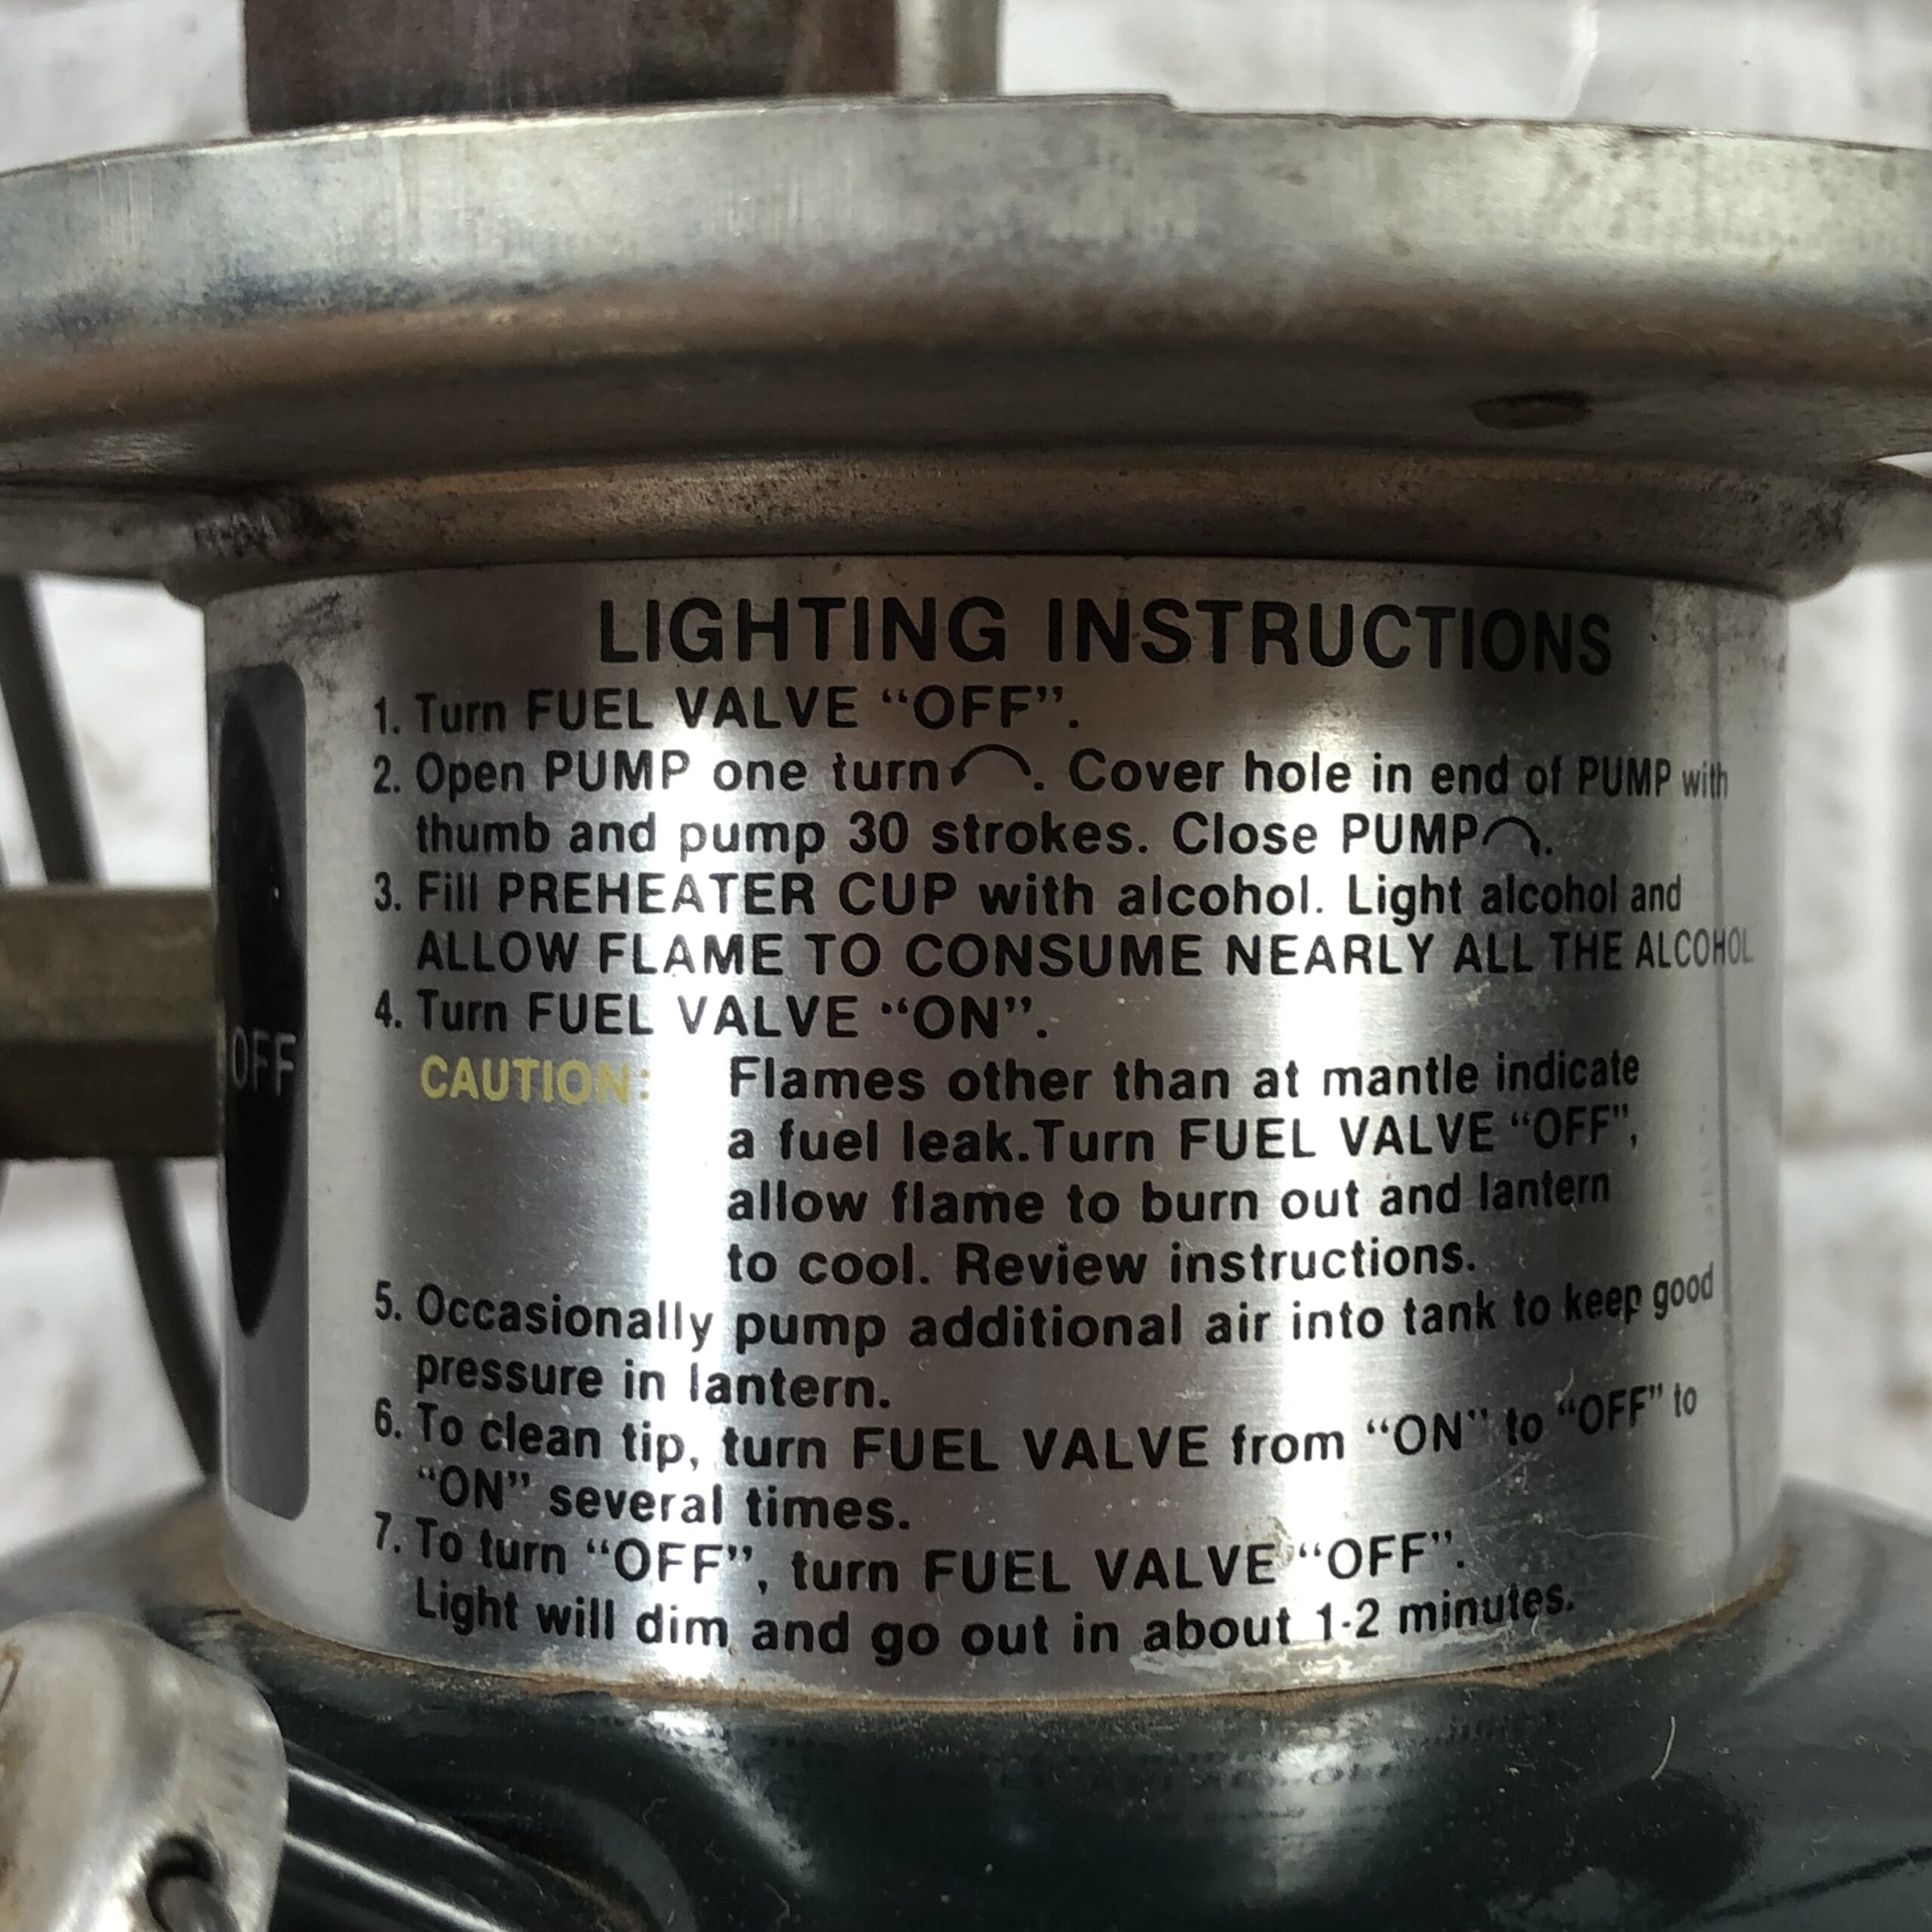 LIGHTING INSTRUCTIONS
1. Turn FUEL VALVE “OFF”.
2. Open PUMP one turn. Cover hole in end of PUMP with
thumb and pump 30 strokes. Close PUMP.
3. Fill PREHEATER CUP with alcohol. Light alcohol and
ALLOW FLAME TO CONSUME NEARLY ALL THE ALCOHOL.
4. Turn FUEL VALVE “ON”.
CAUTION: Flames other than at mantle indicate
a fuel leak.Turn FUEL VALVE “OFF”,
allow flame to burn out and lantern
to cool. Review instructions.
5. Occasionally pump additional air into tank to keep good
pressure in lantern.
6. To clean tip, turn FUEL VALVE from “ON” to “OFF” to
“ON” several times.
7. To turn “OFF”, turn FUEL VALVE “OFF”.
Light will dim and go out in about 1-2 minutes.
OFF